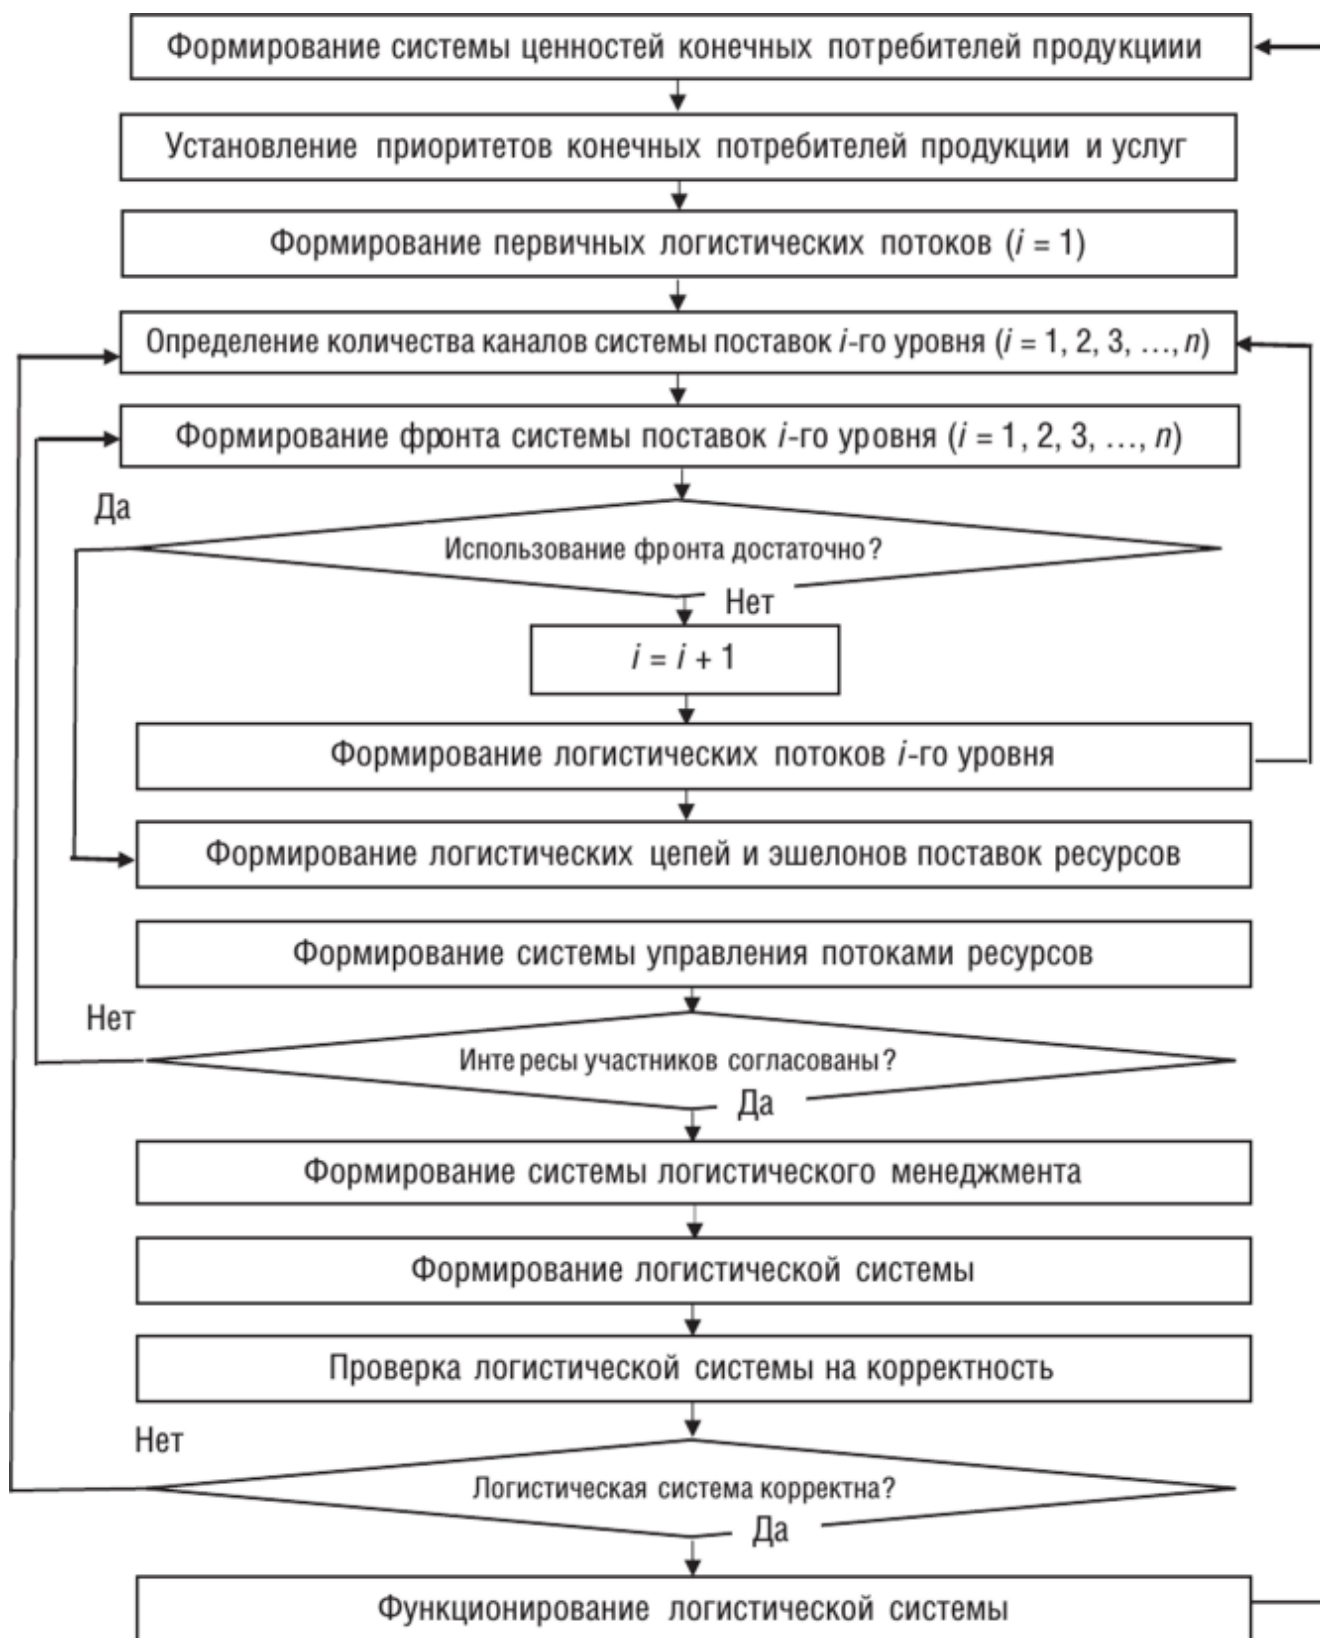 Формирование системы ценностей конечных потребителей продукциии
Установление приоритетов конечных потребителей продукции и услуг
Формирование первичных логистических потоков (i = 1)
Определение количества каналов системы поставок i-го уровня (i = 1, 2, 3, ..., n)
Формирование фронта системы поставок i-го уровня (i = 1, 2, 3, ..., n)
Да
Использование фронта достаточно?
Нет
i = i + 1
Формирование логистических потоков i-го уровня
Формирование логистических цепей и эшелонов поставок ресурсов
Формирование системы управления потоками ресурсов
Нет
Интересы участников согласованы?
Да
Формирование системы логистического менеджмента
Формирование логистической системы
Проверка логистической системы на корректность
Нет
Логистическая система корректна?
Да
Функционирование логистической системы